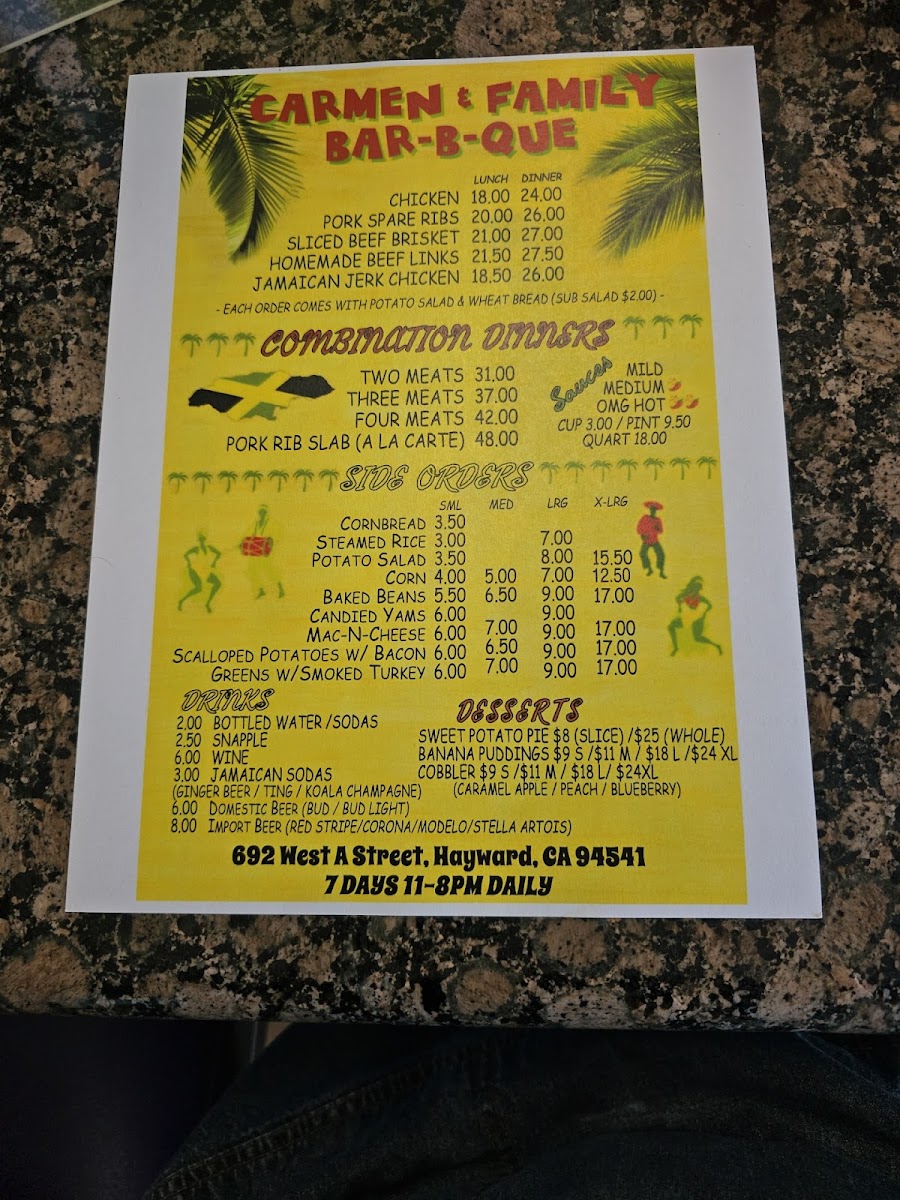 CARMEN & FAMILY
BAR-B-QUE
LUNCH DINNER
CHICKEN 18.00 24.00
PORK SPARE RIBS 20.00 26.00
SLICED BEEF BRISKET 21.00 27.00
HOMEMADE BEEF LINKS 21.50 27.50
JAMAICAN JERK CHICKEN 18.50 26.00
- EACH ORDER COMES WITH POTATO SALAD & WHEAT BREAD (SUB SALAD $2.00) -
COMBINATION DINNERS
TWO MEATS 31.00
THREE MEATS 37.00
FOUR MEATS 42.00
PORK RIB SLAB (A LA CARTE) 48.00
Sauces
MILD
MEDIUM
OMG HOT
CUP 3.00 / PINT 9.50
QUART 18.00
SIDE ORDERS
SML MED LRG X-LRG
CORNBREAD 3.50
STEAMED RICE 3.00 7.00
POTATO SALAD 3.50 8.00 15.50
CORN 4.00 5.00 7.00 12.50
BAKED BEANS 5.50 6.50 9.00 17.00
CANDIED YAMS 6.00 9.00
MAC-N-CHEESE 6.00 7.00 9.00 17.00
SCALLOPED POTATOES W/ BACON 6.00 6.50 9.00 17.00
GREENS W/SMOKED TURKEY 6.00 7.00 9.00 17.00
DRINKS
2.00 BOTTLED WATER /SODAS
2.50 SNAPPLE
6.00 WINE
3.00 JAMAICAN SODAS
(GINGER BEER / TING / KOALA CHAMPAGNE)
6.00 DOMESTIC BEER (BUD / BUD LIGHT)
8.00 IMPORT BEER (RED STRIPE/CORONA/MODELO/STELLA ARTOIS)
DESSERTS
SWEET POTATO PIE $8 (SLICE) /$25 (WHOLE)
BANANA PUDDINGS $9 S /$11 M / $18 L /$24 XL
COBBLER $9 S /$11 M / $18 L/ $24XL
(CARAMEL APPLE / PEACH / BLUEBERRY)
692 West A Street, Hayward, CA 94541
7 DAYS 11-8PM DAILY